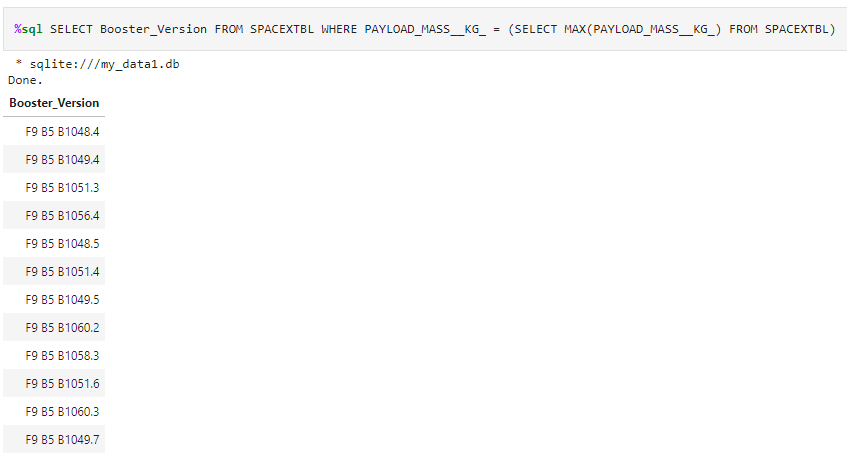 %sql SELECT Booster_Version FROM SPACEXTBL WHERE PAYLOAD_MASS__KG_ = (SELECT MAX(PAYLOAD_MASS__KG_) FROM SPACEXTBL)
* sqlite:///my_data1.db
Done.
Booster_Version
F9 B5 B1048.4
F9 B5 B1049.4
F9 B5 B1051.3
F9 B5 B1056.4
F9 B5 B1048.5
F9 B5 B1051.4
F9 B5 B1049.5
F9 B5 B1060.2
F9 B5 B1058.3
F9 B5 B1051.6
F9 B5 B1060.3
F9 B5 B1049.7